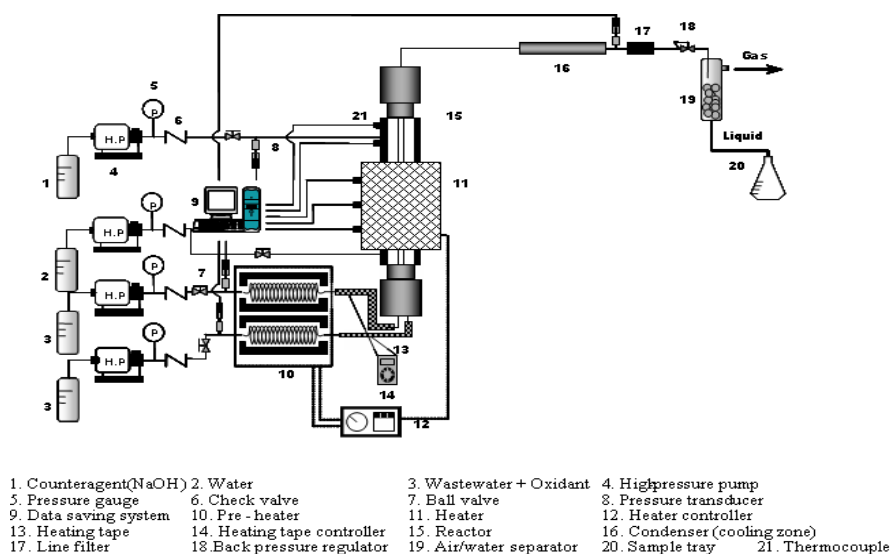 17
18
16
Gas
5
21
15
19
P
6
H.P
8
Liquid
20
1
4
11
9
P
H.P
2
7
P
H.P
3
P
13
H.P
10
14
3
12
1. Counteragent(NaOH) 2. Water 3. Wastewater + Oxidant 4. Highpressure pump
5. Pressure gauge 6. Check valve 7. Ball valve 8. Pressure transducer
9. Data saving system 10. Pre - heater 11. Heater 12. Heater controller
13. Heating tape 14. Heating tape controller 15. Reactor 16. Condenser (cooling zone)
17. Line filter 18. Back pressure regulator 19. Air/water separator 20. Sample tray 21. Thermocouple